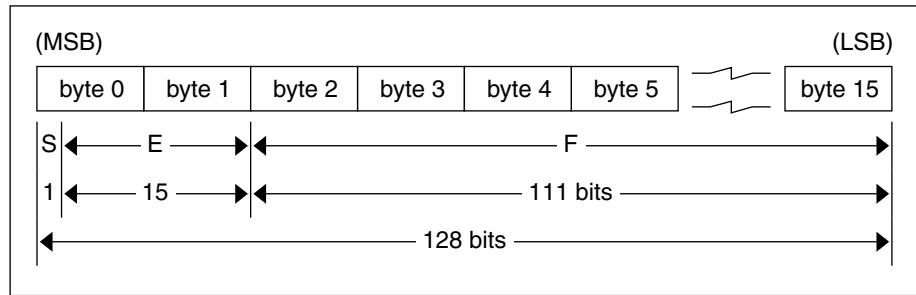 (MSB) (LSB)
byte 0 byte 1 byte 2 byte 3 byte 4 byte 5 byte 15
S E F
1 15 111 bits
128 bits